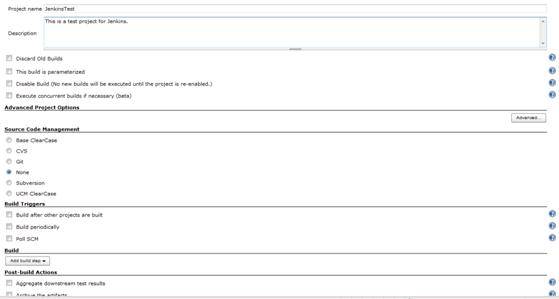 Project name JenkinsTest
This is a test project for Jenkins.
Description
Discard Old Builds
This build is parameterized
Disable Build (No new builds will be executed until the project is re-enabled.)
Execute concurrent builds if necessary (beta)
Advanced Project Options
Advanced...
Source Code Management
Base ClearCase
CVS
Git
None
Subversion
UCM ClearCase
Build Triggers
Build after other projects are built
Build periodically
Poll SCM
Build
Add build step
Post-build Actions
Aggregate downstream test results
Archive the artifacts